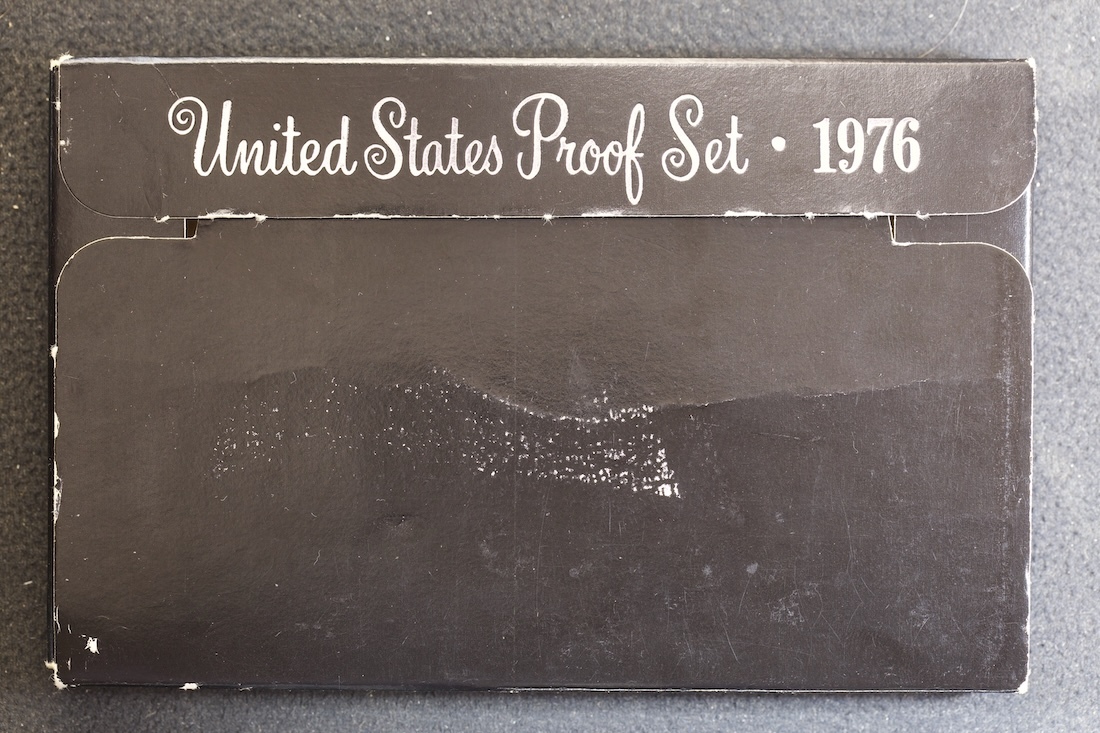 United States Proof Set • 1976